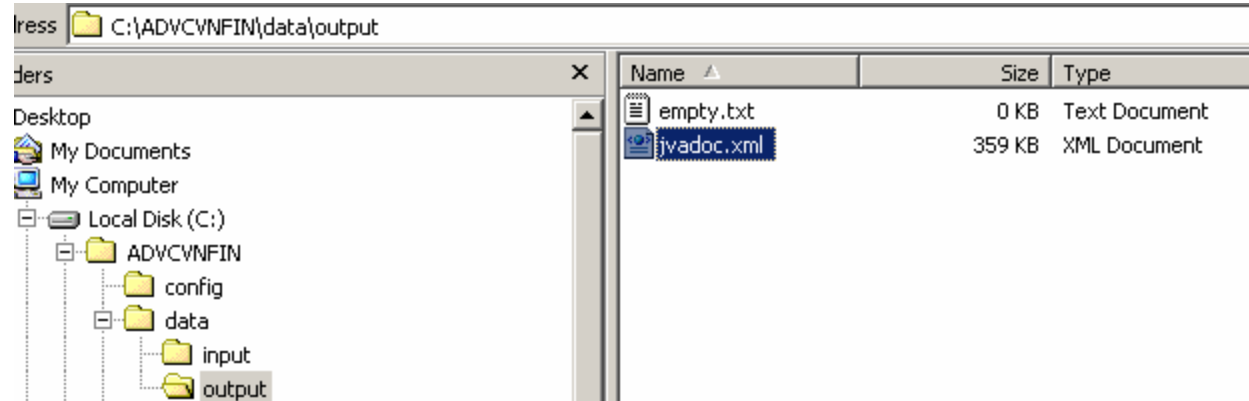 ress C:\ADVCVNFIN\data\output
ders
Desktop
My Documents
My Computer
Local Disk (C:)
ADVCVNFIN
config
data
input
output
Name Size Type
empty.txt 0 KB Text Document
jvadoc.xml 359 KB XML Document